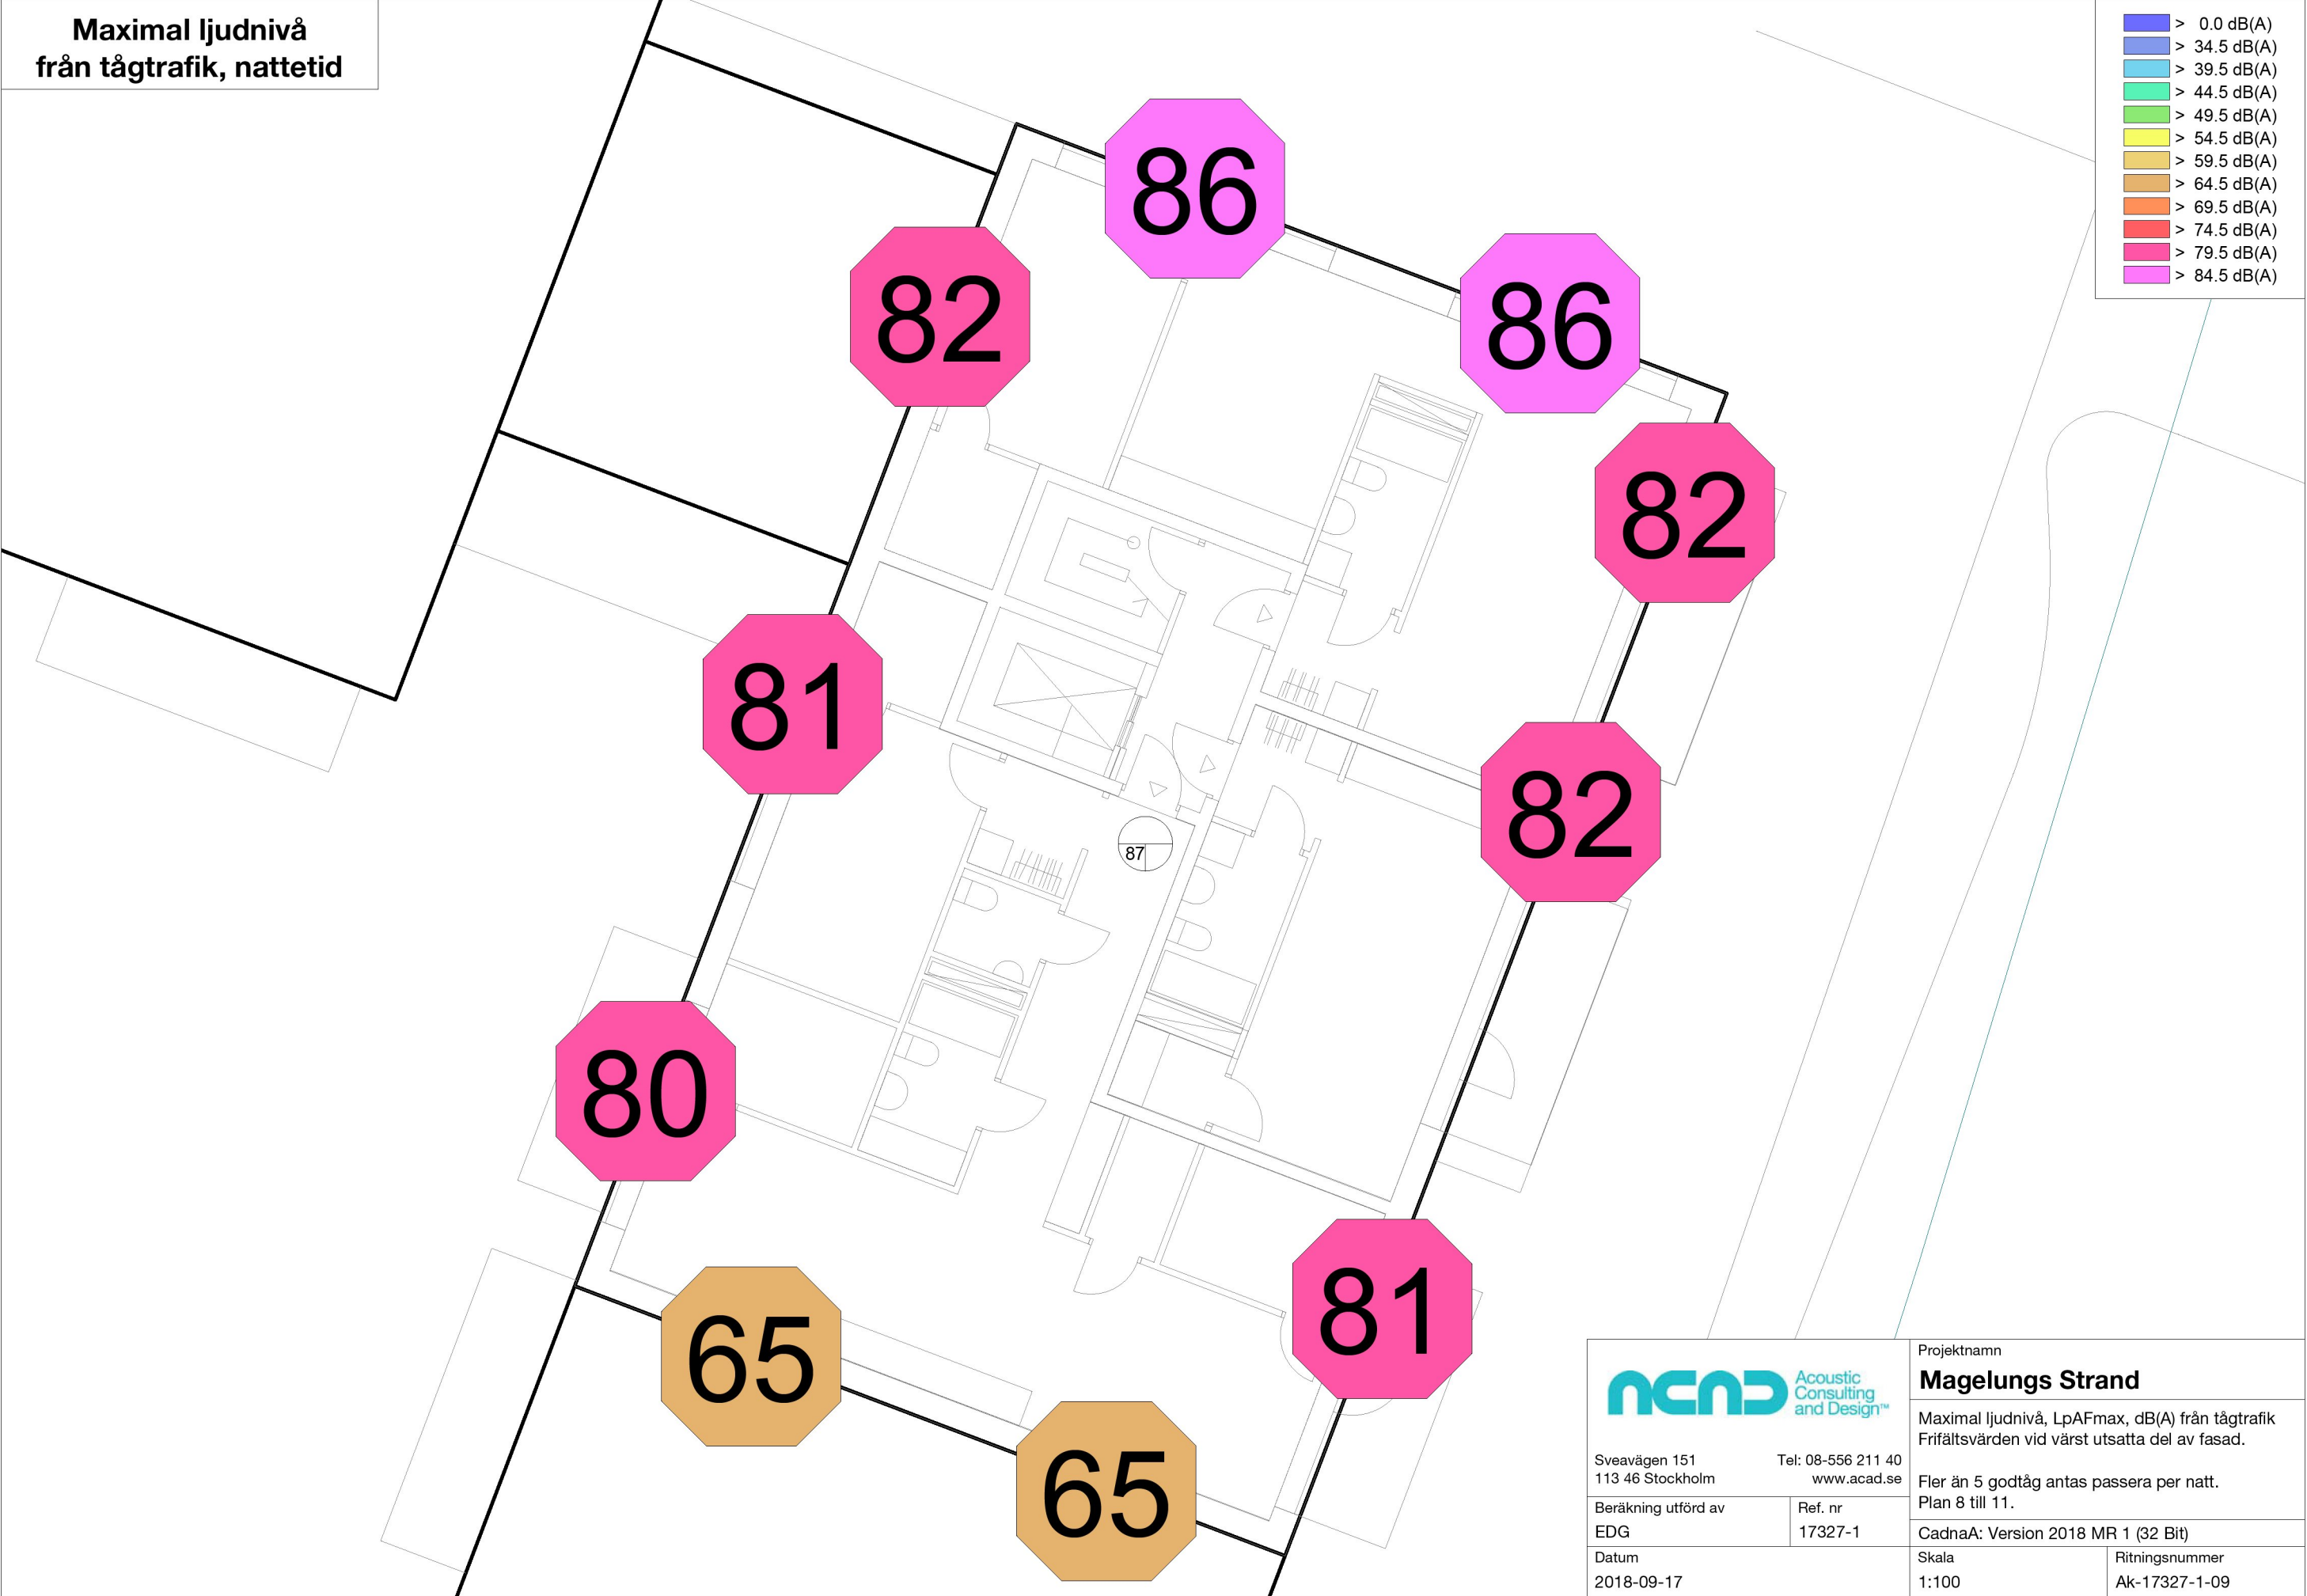 Maximal ljudnivå
från tågtrafik, nattetid
> 0.0 dB(A)
> 34.5 dB(A)
> 39.5 dB(A)
> 44.5 dB(A)
> 49.5 dB(A)
> 54.5 dB(A)
> 59.5 dB(A)
> 64.5 dB(A)
> 69.5 dB(A)
> 74.5 dB(A)
> 79.5 dB(A)
> 84.5 dB(A)
86
82
86
82
81
82
87
80
81
65
65
acad Acoustic
Consulting
and Design™
Sveavägen 151 Tel: 08-556 211 40
113 46 Stockholm www.acad.se
Beräkning utförd av
EDG
Ref. nr
17327-1
Datum
2018-09-17
Projektnamn
Magelungs Strand
Maximal ljudnivå, LpAFmax, dB(A) från tågtrafik
Frifältsvärden vid värst utsatta del av fasad.
Fler än 5 godtåg antas passera per natt.
Plan 8 till 11.
CadnaA: Version 2018 MR 1 (32 Bit)
Skala
1:100
Ritningsnummer
Ak-17327-1-09